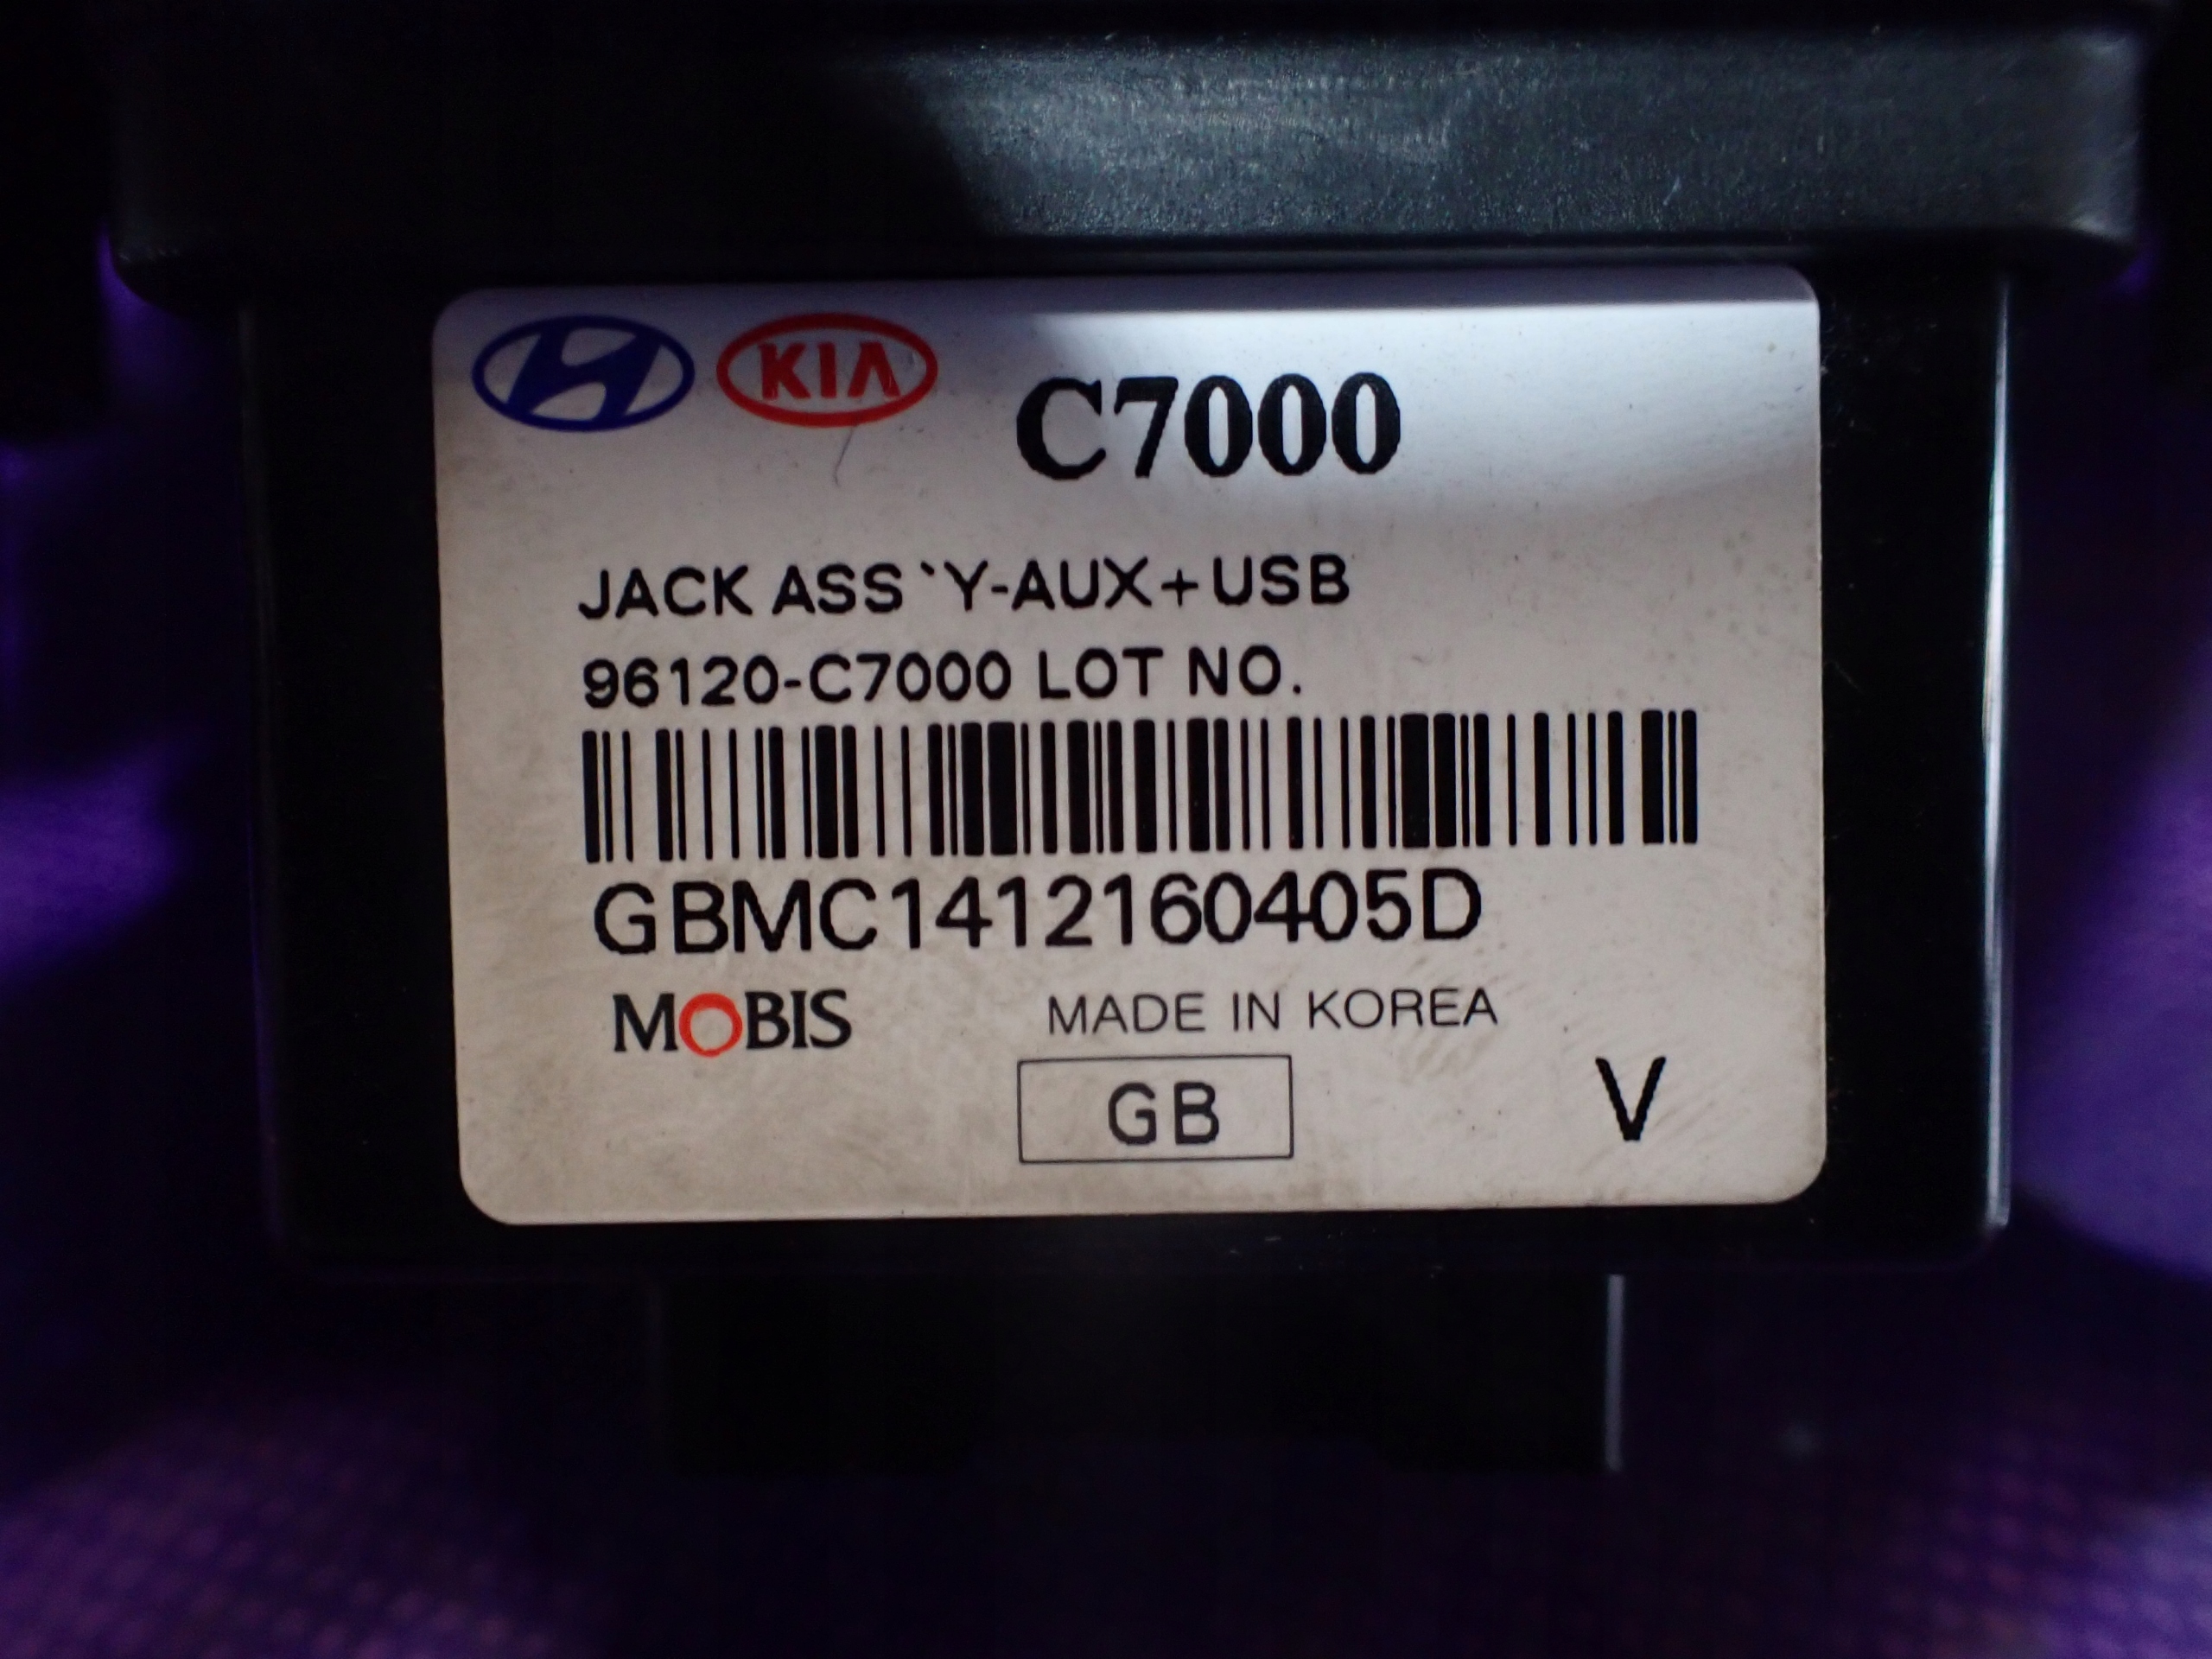 KIA C7000
JACK ASS`Y-AUX+USB
96120-C7000 LOT NO.
GBMC1412160405D
MOBIS MADE IN KOREA
GB V